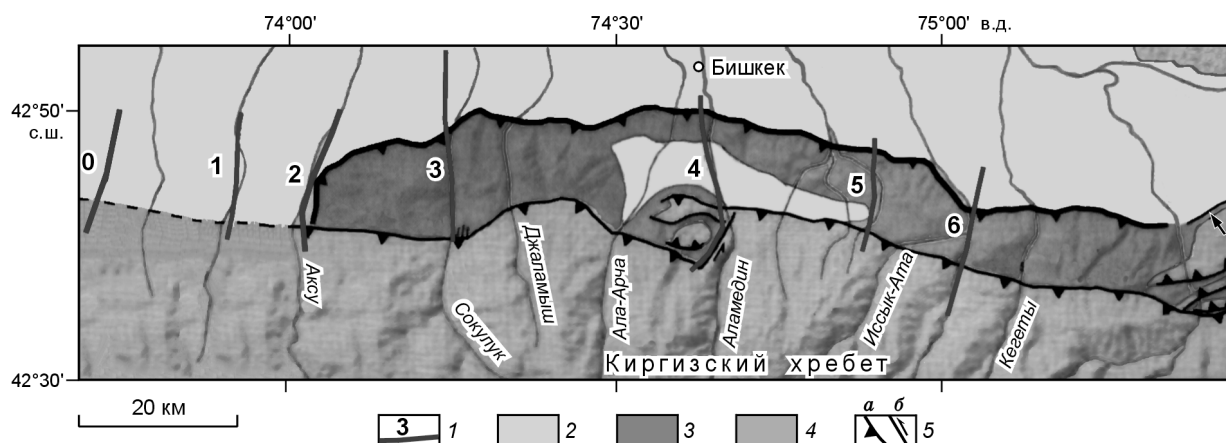 74°00'
74°30'
75°00' в.д.
Бишкек
42°50'
с.ш.
0
1
2
3
4
5
6
Аксу
Сокулук
Джаламыш
Ала-Арча
Аламедин
Иссык-Ата
Кегеты
Киргизский хребет
42°30'
20 км
3 1
2
3
4
а б 5